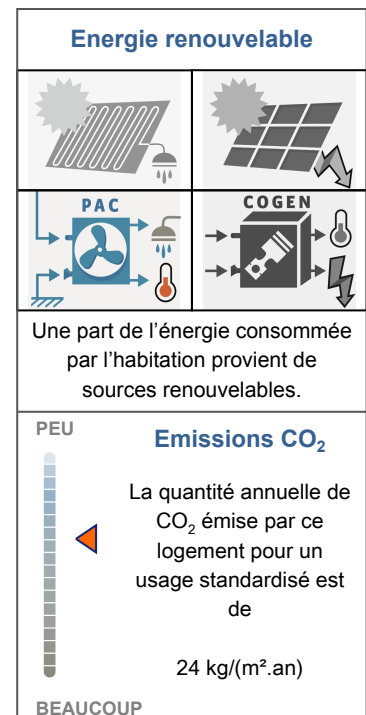 Energie renouvelable
PAC
COGEN
Une part de l'énergie consommée
par l'habitation provient de
sources renouvelables.
PEU
Emissions CO₂
La quantité annuelle de
CO₂ émise par ce
logement pour un
usage standardisé est
de
24 kg/(m².an)
BEAUCOUP